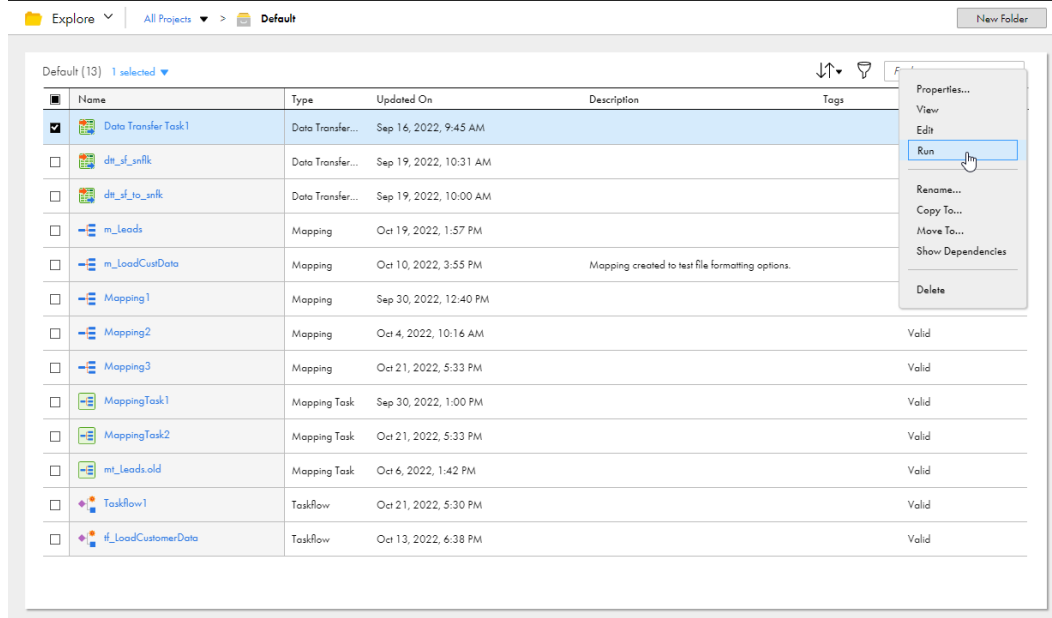 Explore All Projects > Default New Folder
Default (13) 1 selected
Name Type Updated On Description Tags
Data Transfer Task1 Data Transfer... Sep 16, 2022, 9:45 AM
dtt_sf_snflk Data Transfer... Sep 19, 2022, 10:31 AM
dtt_sf_to_snfk Data Transfer... Sep 19, 2022, 10:00 AM
m_Leads Mapping Oct 19, 2022, 1:57 PM
m_LoadCustData Mapping Oct 10, 2022, 3:55 PM Mapping created to test file formatting options.
Mapping1 Mapping Sep 30, 2022, 12:40 PM
Mapping2 Mapping Oct 4, 2022, 10:16 AM Valid
Mapping3 Mapping Oct 21, 2022, 5:33 PM Valid
MappingTask1 Mapping Task Sep 30, 2022, 1:00 PM Valid
MappingTask2 Mapping Task Oct 21, 2022, 5:33 PM Valid
mt_Leads.old Mapping Task Oct 6, 2022, 1:42 PM Valid
Taskflow1 Taskflow Oct 21, 2022, 5:30 PM Valid
tf_LoadCustomerData Taskflow Oct 13, 2022, 6:38 PM Valid
Properties...
View
Edit
Run
Rename...
Copy To...
Move To...
Show Dependencies
Delete